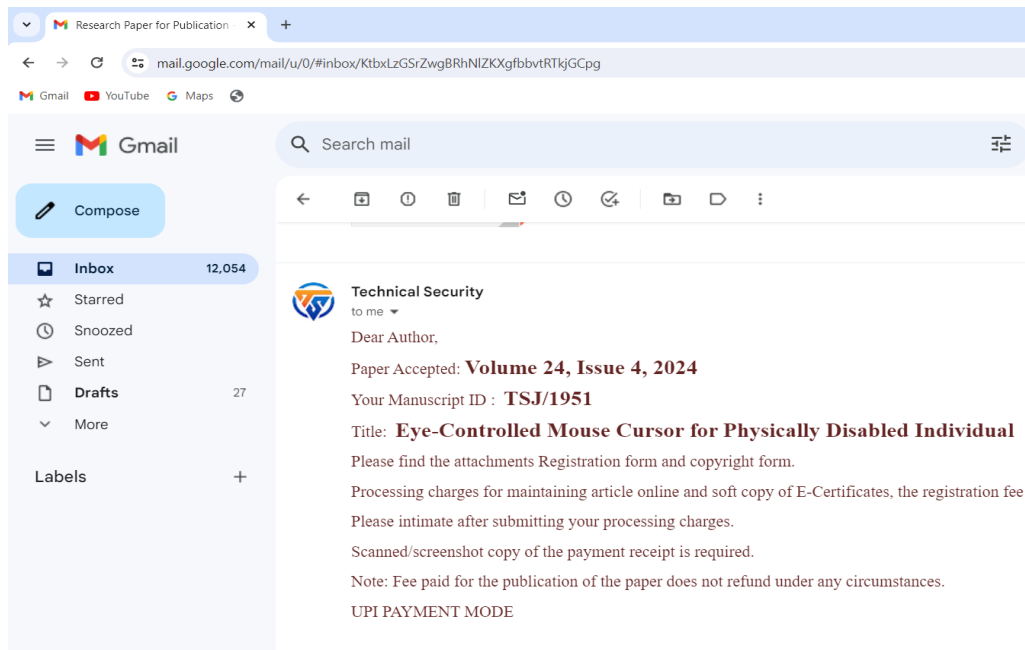 Research Paper for Publication
mail.google.com/mail/u/0/#inbox/KtbxLzGSrZwgBRhNlZKXgfbbvtRTkjGCpg
Gmail YouTube Maps
Gmail
Search mail
Compose
Inbox 12,054
Starred
Snoozed
Sent
Drafts 27
More
Labels
Technical Security
to me
Dear Author,
Paper Accepted: Volume 24, Issue 4, 2024
Your Manuscript ID : TSJ/1951
Title: Eye-Controlled Mouse Cursor for Physically Disabled Individual
Please find the attachments Registration form and copyright form.
Processing charges for maintaining article online and soft copy of E-Certificates, the registration fee
Please intimate after submitting your processing charges.
Scanned/screenshot copy of the payment receipt is required.
Note: Fee paid for the publication of the paper does not refund under any circumstances.
UPI PAYMENT MODE